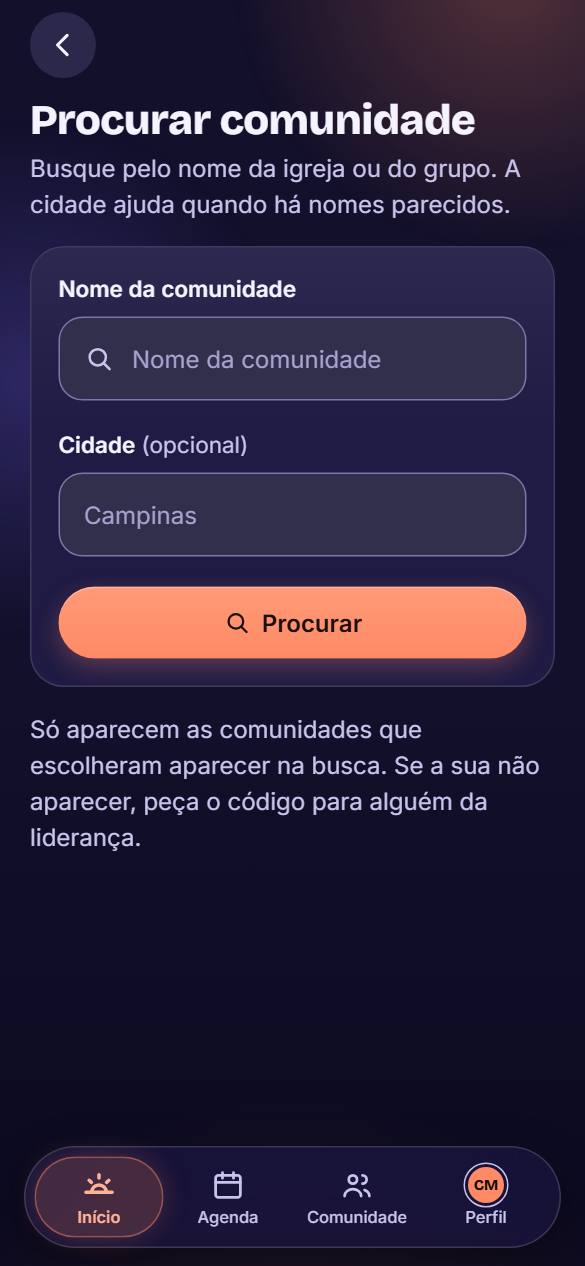 Procurar comunidade
Busque pelo nome da igreja ou do grupo. A
cidade ajuda quando há nomes parecidos.
Nome da comunidade
Nome da comunidade
Cidade (opcional)
Campinas
Procurar
Só aparecem as comunidades que
escolheram aparecer na busca. Se a sua não
aparecer, peça o código para alguém da
liderança.
CM
Início Agenda Comunidade Perfil